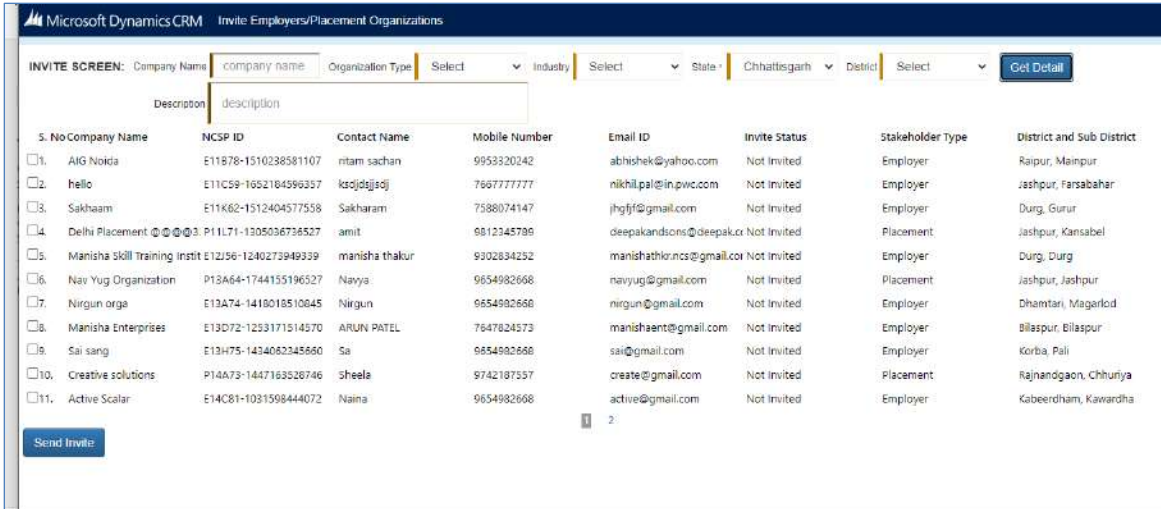 Microsoft Dynamics CRM Invite Employers/Placement Organizations
INVITE SCREEN: Company Name company name Organization Type Select Industry Select State * Chhattisgarh District Select Get Detail
Description description
S. No Company Name NCSP ID Contact Name Mobile Number Email ID Invite Status Stakeholder Type District and Sub District
1. AIG Noida E11B78-1510238581107 ritam sachan 9953320242 abhishek@yahoo.com Not Invited Employer Raipur, Mainpur
2. hello E11C59-1652184596357 ksdjdsjjsdj 7667777777 nikhil.pal@in.pwc.com Not Invited Employer Jashpur, Farsabahar
3. Sakhaam E11K62-1512404577558 Sakharam 7588074147 jhgfjf@gmail.com Not Invited Employer Durg, Gurur
4. Delhi Placement @@@@3. P11L71-1305036736527 amit 9812345789 deepakandsons@deepak.cc Not Invited Placement Jashpur, Kansabel
5. Manisha Skill Training Instit E12J56-1240273949339 manisha thakur 9302834252 manishathkr.ncs@gmail.cor Not Invited Employer Durg, Durg
6. Nav Yug Organization P13A64-1744155196527 Navya 9654982668 navyug@gmail.com Not Invited Placement Jashpur, Jashpur
7. Nirgun orga E13A74-1418018510845 Nirgun 9654982668 nirgun@gmail.com Not Invited Employer Dhamtari, Magarlod
8. Manisha Enterprises E13D72-1253171514570 ARUN PATEL 7647824573 manishaent@gmail.com Not Invited Employer Bilaspur, Bilaspur
9. Sai sang E13H75-1434062345660 Sa 9654982668 sai@gmail.com Not Invited Employer Korba, Pali
10. Creative solutions P14A73-1447163528746 Sheela 9742187557 create@gmail.com Not Invited Placement Rajnandgaon, Chhuriya
11. Active Scalar E14C81-1031598444072 Naina 9654982668 active@gmail.com Not Invited Employer Kabeerdham, Kawardha
1 2
Send Invite